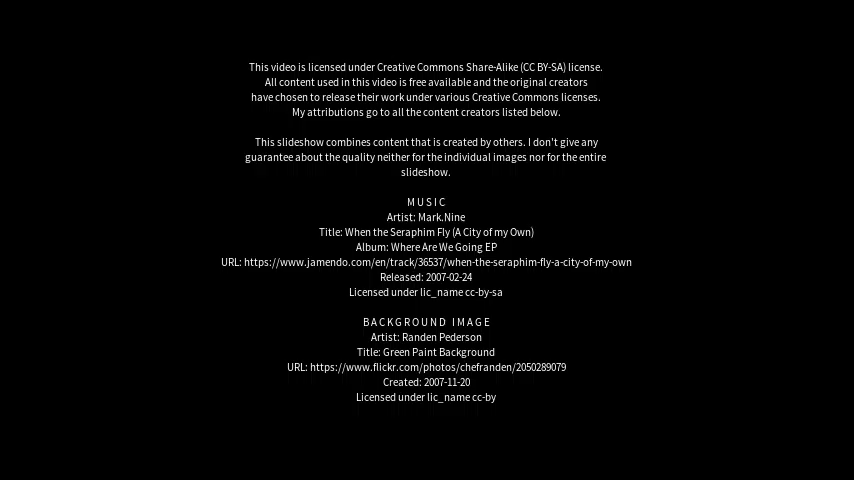 This video is licensed under Creative Commons Share-Alike (CC BY-SA) license.
All content used in this video is free available and the original creators
have chosen to release their work under various Creative Commons licenses.
My attributions go to all the content creators listed below.
This slideshow combines content that is created by others. I don't give any
guarantee about the quality neither for the individual images nor for the entire
slideshow.
MUSIC
Artist: Mark.Nine
Title: When the Seraphim Fly (A City of my Own)
Album: Where Are We Going EP
URL: https://www.jamendo.com/en/track/36537/when-the-seraphim-fly-a-city-of-my-own
Released: 2007-02-24
Licensed under lic_name cc-by-sa
BACKGROUND IMAGE
Artist: Randen Pederson
Title: Green Paint Background
URL: https://www.flickr.com/photos/chefranden/2050289079
Created: 2007-11-20
Licensed under lic_name cc-by